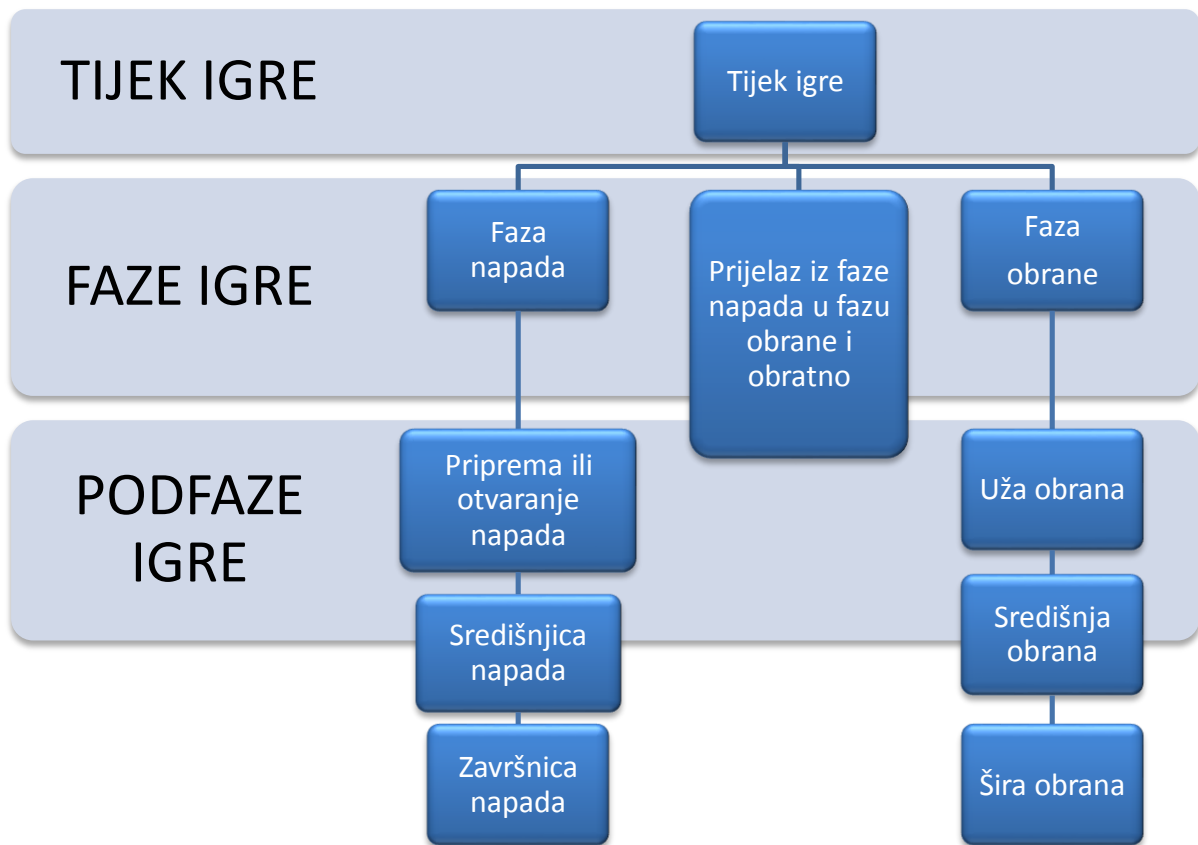 TIJEK IGRE
Tijek igre
FAZE IGRE
Faza
napada
Prijelaz iz faze
napada u fazu
obrane i
obratno
Faza
obrane
PODFAZE
IGRE
Priprema ili
otvaranje
napada
Uža obrana
Središnjica
napada
Središnja
obrana
Završnica
napada
Šira obrana